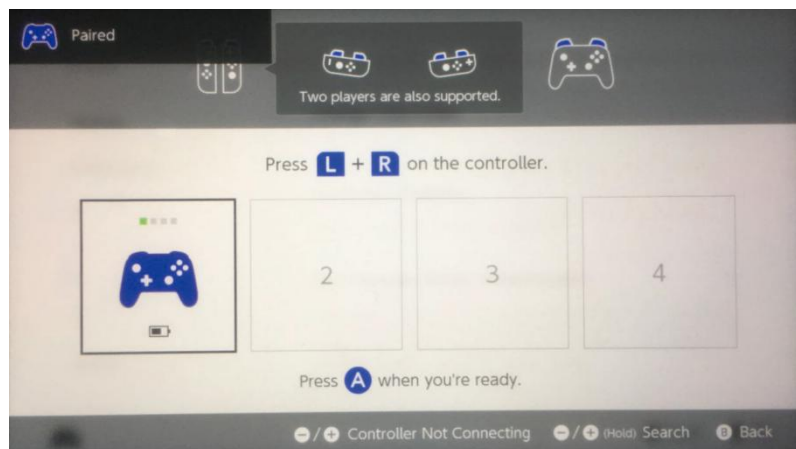 Paired
Two players are also supported.
Press L + R on the controller.
2
3
4
Press A when you're ready.
−/+ Controller Not Connecting −/+ (Hold) Search B Back